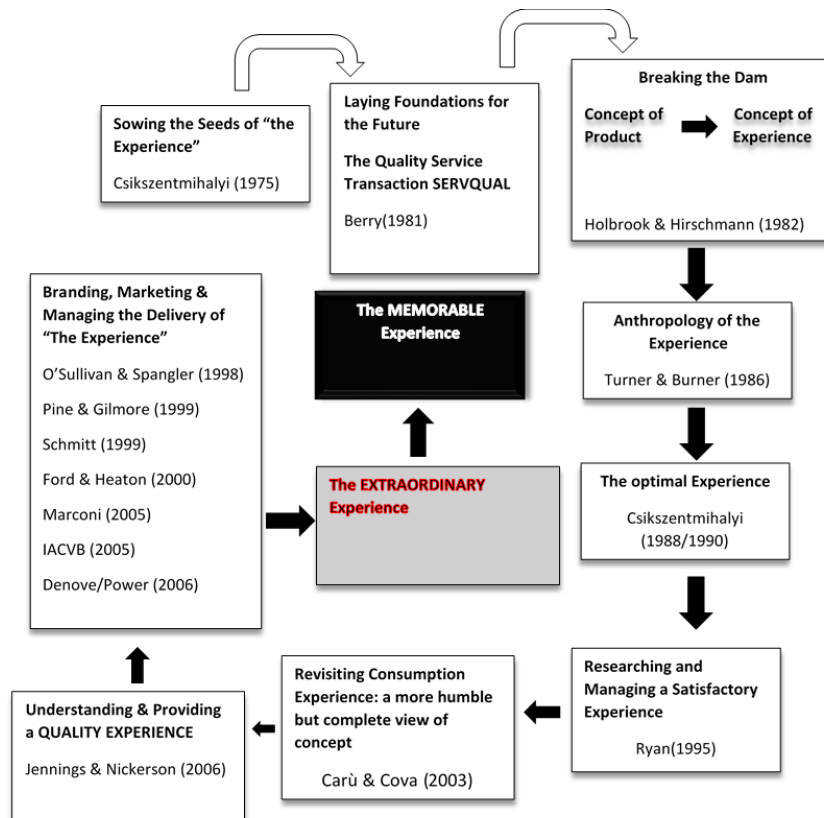 Sowing the Seeds of “the
Experience”
Csikszentmihalyi (1975)
Laying Foundations for
the Future
The Quality Service
Transaction SERVQUAL
Berry(1981)
Breaking the Dam
Concept of
Product
Concept of
Experience
Holbrook & Hirschmann (1982)
Anthropology of the
Experience
Turner & Burner (1986)
The optimal Experience
Csikszentmihalyi
(1988/1990)
Researching and
Managing a Satisfactory
Experience
Ryan(1995)
Revisiting Consumption
Experience: a more humble
but complete view of
concept
Carù & Cova (2003)
Understanding & Providing
a QUALITY EXPERIENCE
Jennings & Nickerson (2006)
Branding, Marketing &
Managing the Delivery of
“The Experience”
O’Sullivan & Spangler (1998)
Pine & Gilmore (1999)
Schmitt (1999)
Ford & Heaton (2000)
Marconi (2005)
IACVB (2005)
Denove/Power (2006)
The EXTRAORDINARY
Experience
The MEMORABLE
Experience